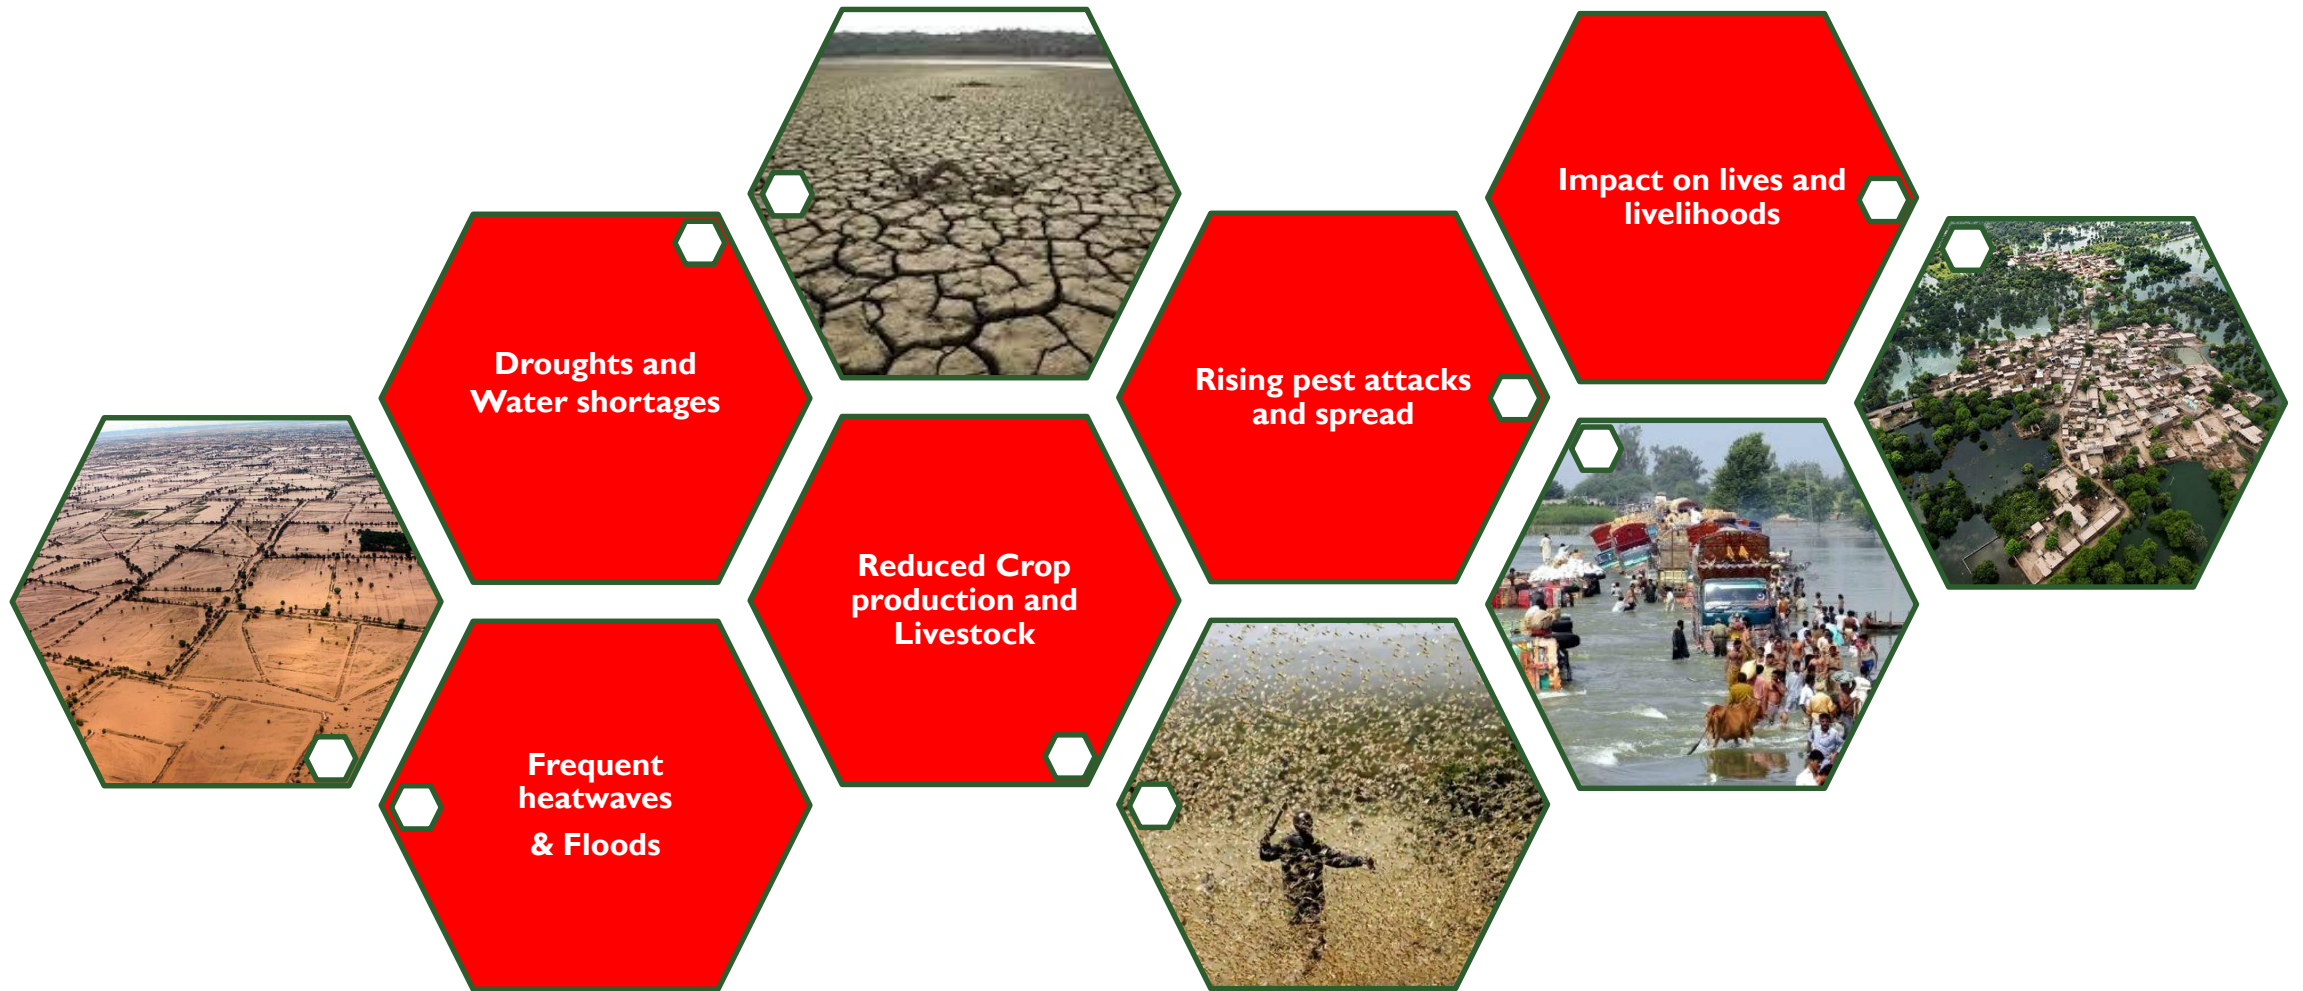 Droughts and
Water shortages
Frequent
heatwaves
& Floods
Reduced Crop
production and
Livestock
Rising pest attacks
and spread
Impact on lives and
livelihoods